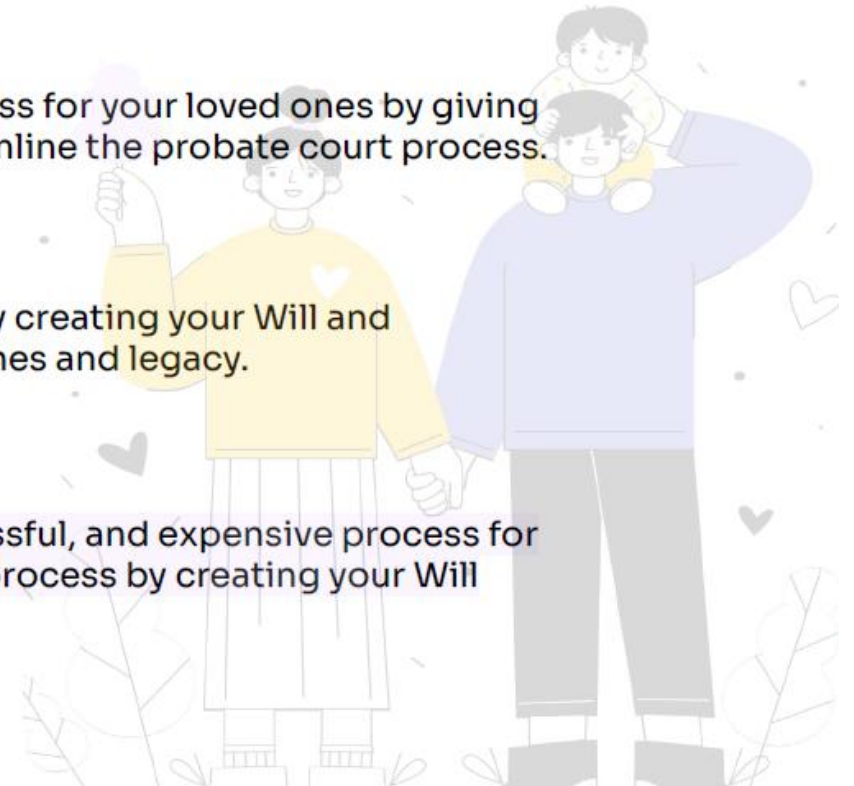 ss for your loved ones by giving
nline the probate court process.
creating your Will and
nes and legacy.
ssful, and expensive process for
rocess by creating your Will